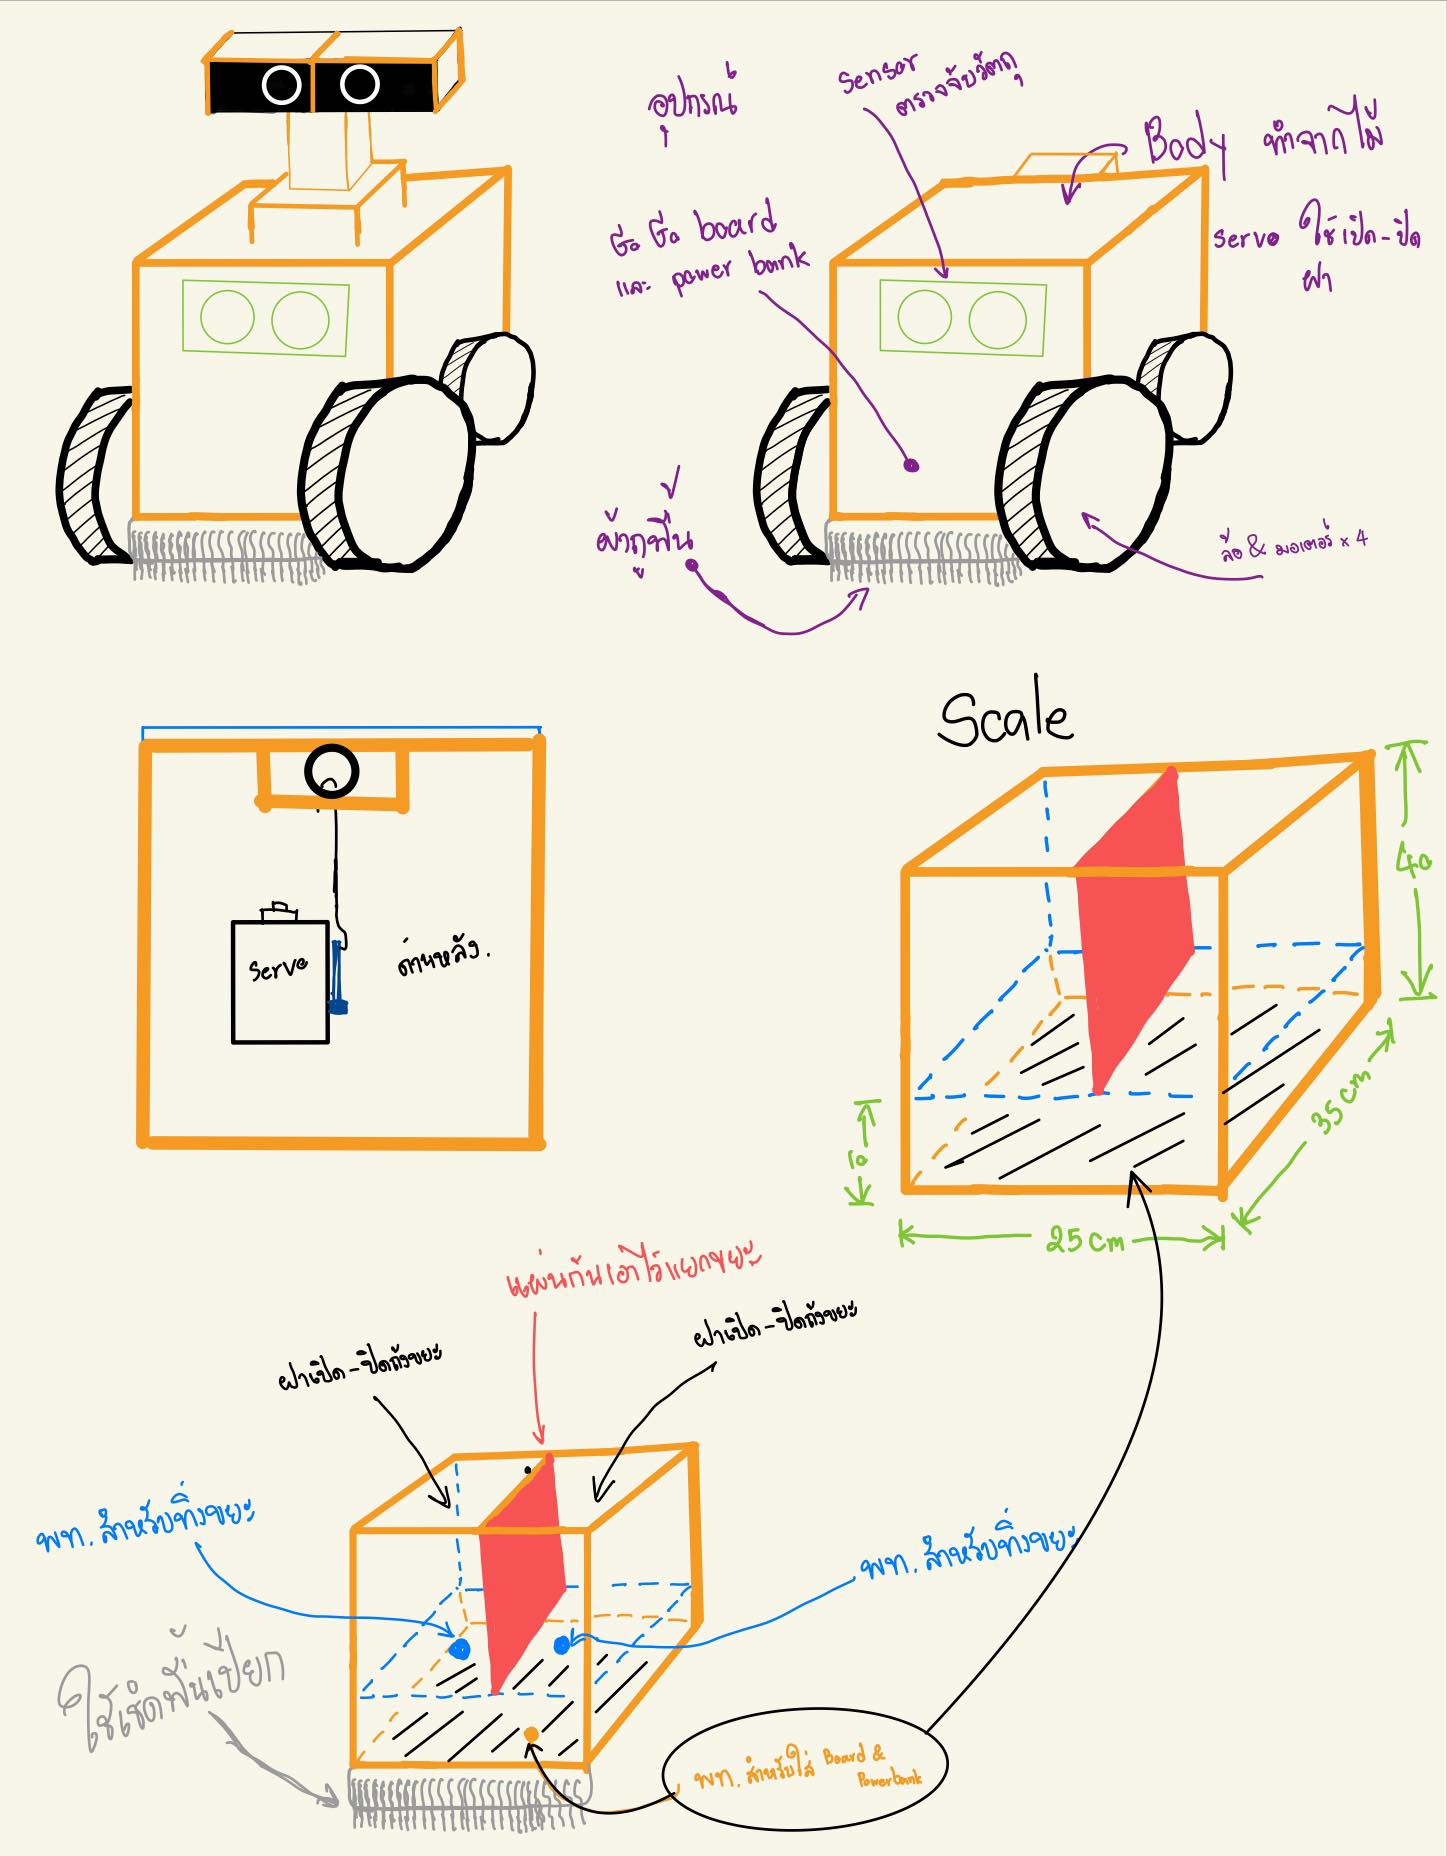 อุปกรณ์
Sensor
ตรวจจับวัตถุ
Body ทำจากไม้
board
และ power bank
Servo ใช้เปิด-ปิด
ฝา
ผ้าถูพื้น
ล้อ & มอเตอร์ x 4
Scale
40
Servo
ด้านหลัง.
35 cm
10
25 cm
แผ่นกั้นเอาไว้แยกขยะ
ฝาเปิด-ปิดถังขยะ
ฝาเปิด-ปิดถังขยะ
พท. สำหรับทิ้งขยะ
พท. สำหรับทิ้งขยะ
ใช้เช็ดพื้นเปียก
พท. สำหรับใส่ Board &
Powerbank